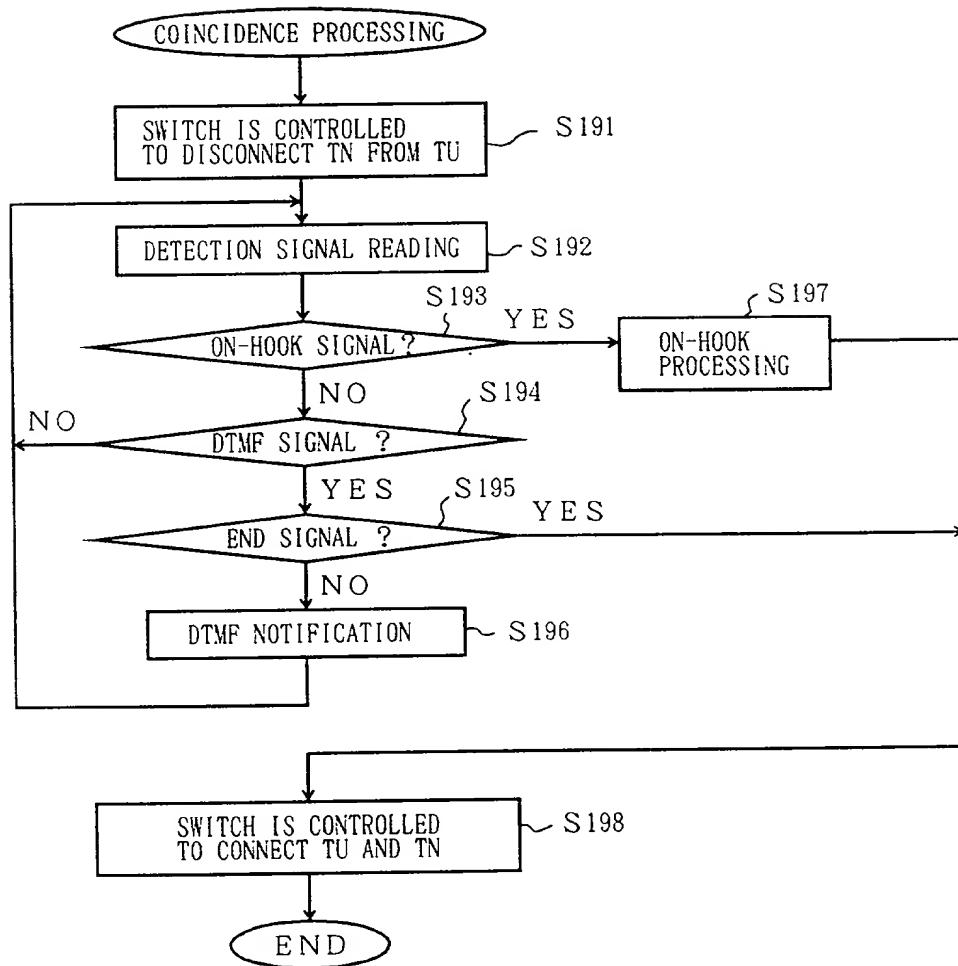 COINCIDENCE PROCESSING
SWITCH IS CONTROLLED
TO DISCONNECT TN FROM TU
S191
DETECTION SIGNAL READING
S192
S193
ON-HOOK SIGNAL?
YES
S197
ON-HOOK
PROCESSING
NO
S194
NO
DTMF SIGNAL ?
YES
S195
END SIGNAL ?
YES
NO
DTMF NOTIFICATION
S196
SWITCH IS CONTROLLED
TO CONNECT TU AND TN
S198
END